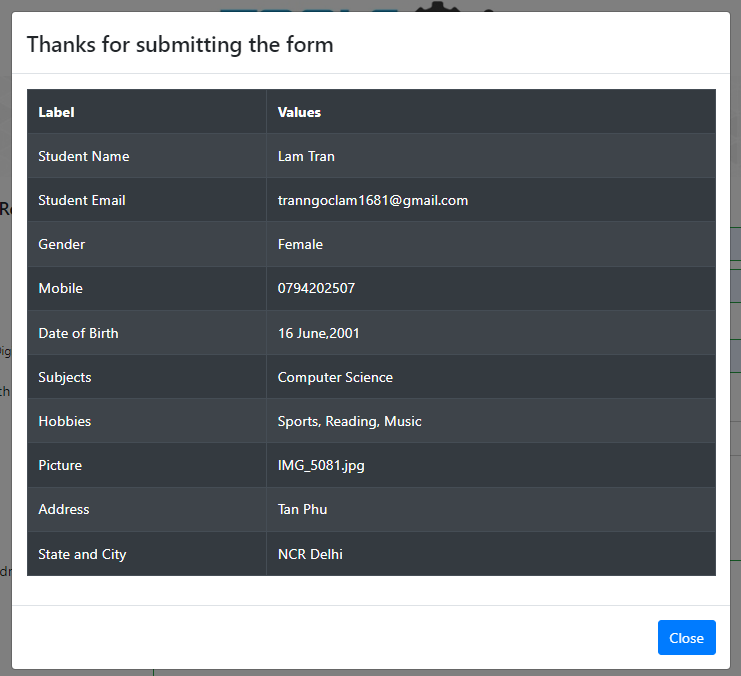 Thanks for submitting the form
Label Values
Student Name Lam Tran
Student Email tranngoclam1681@gmail.com
Gender Female
Mobile 0794202507
Date of Birth 16 June,2001
Subjects Computer Science
Hobbies Sports, Reading, Music
Picture IMG_5081.jpg
Address Tan Phu
State and City NCR Delhi
Close